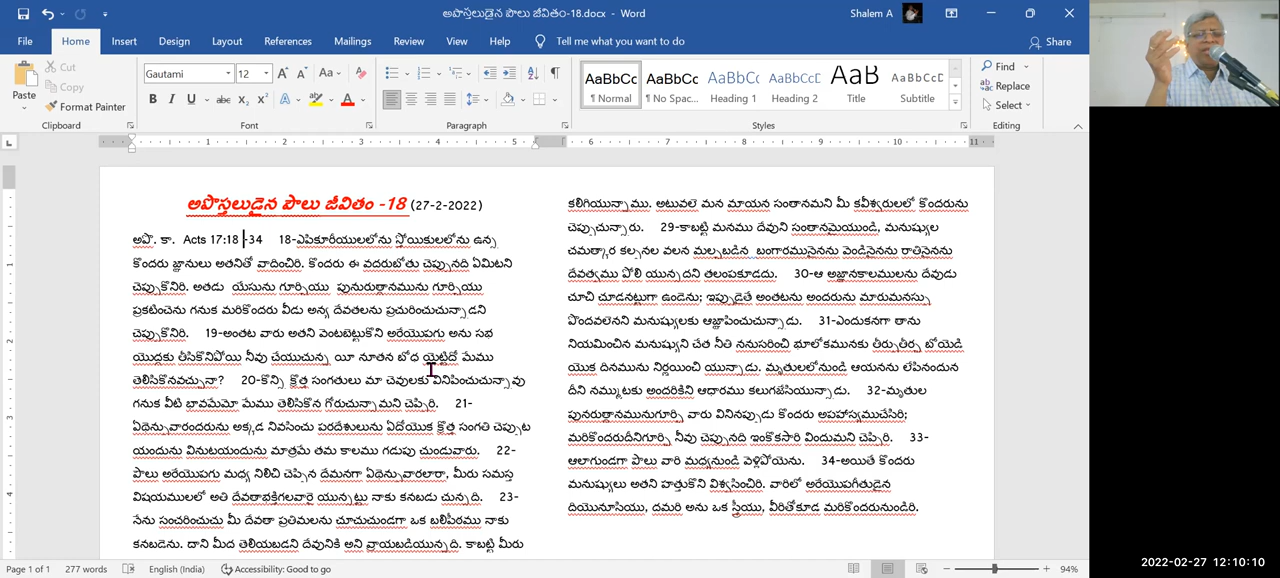 అపొస్తలుడైన పౌలు జీవితం-18.docx - Word
Shalem A
File Home Insert Design Layout References Mailings Review View Help Tell me what you want to do
Share
Paste
Cut
Copy
Format Painter
Clipboard
Gautami 12
Font
Paragraph
AaBbCc AaBbCc AaBbCc AaBbCcD AaB AaBbCcD
¶ Normal ¶ No Spac... Heading 1 Heading 2 Title Subtitle
Styles
Find
Replace
Select
Editing
అపొస్తలుడైన పౌలు జీవితం -18 (27-2-2022)
అపొ. కా. Acts 17:18 -34 18-ఎపికూరీయులలోను స్తోయికులలోను ఉన్న
కొందరు జ్ఞానులు అతనితో వాదించిరి. కొందరు ఈ వదరుబోతు చెప్పునది ఏమిటని
చెప్పుకొనిరి. అతడు యేసును గూర్చియు పునరుత్థానమును గూర్చియు
ప్రకటించెను గనుక మరికొందరు వీడు అన్య దేవతలను ప్రచురించుచున్నాడని
చెప్పుకొనిరి. 19-అంతట వారు అతని వెంటబెట్టుకొని అరేయొపగు అను సభ
యొద్దకు తీసికొనిపోయి నీవు చేయుచున్న యీ నూతన బోధ యెట్టిదో మేము
తెలిసికొనవచ్చునా? 20-కొన్ని క్రొత్త సంగతులు మా చెవులకు వినిపించుచున్నావు
గనుక వీటి భావమేమో మేము తెలిసికొన గోరుచున్నామని చెప్పిరి. 21-
ఏథెన్సువారందరును అక్కడ నివసించు పరదేశులును ఏదోయొక క్రొత్త సంగతి చెప్పుట
యందును వినుటయందును మాత్రమే తమ కాలము గడుపు చుండువారు. 22-
పౌలు అరేయొపగు మధ్య నిలిచి చెప్పిన దేమనగా ఏథెన్సువారలారా, మీరు సమస్త
విషయములలో అతి దేవతాభక్తిగలవారై యున్నట్టు నాకు కనబడు చున్నది. 23-
నేను సంచరించుచు మీ దేవతా ప్రతిమలను చూచుచుండగా ఒక బలిపీఠము నాకు
కనబడెను. దాని మీద తెలియబడని దేవునికి అని వ్రాయబడియున్నది. కాబట్టి మీరు
కలిగియున్నాము. అటువలె మన మాయన సంతానమని మీ కవీశ్వరులలో కొందరును
చెప్పుచున్నారు. 29-కాబట్టి మనము దేవుని సంతానమైయుండి, మనుష్యుల
చమత్కార కల్పనల వలన మల్చబడిన బంగారమునైనను వెండినైనను రాతినైనను
దేవత్వము పోలి యున్నదని తలంపకూడదు. 30-ఆ అజ్ఞానకాలములను దేవుడు
చూచి చూడనట్టుగా ఉండెను; ఇప్పుడైతే అంతటను అందరును మారుమనస్సు
పొందవలెనని మనుష్యులకు ఆజ్ఞాపించుచున్నాడు. 31-ఎందుకనగా తాను
నియమించిన మనుష్యుని చేత నీతి ననుసరించి భూలోకమునకు తీర్పుతీర్చ బోయెడి
యొక దినమును నిర్ణయించి యున్నాడు. మృతులలోనుండి ఆయనను లేపినందున
దీని నమ్ముటకు అందరికిని ఆధారము కలుగజేసియున్నాడు. 32-మృతుల
పునరుత్థానమునుగూర్చి వారు వినినప్పుడు కొందరు అపహాస్యముచేసిరి;
మరికొందరుదీనిగూర్చి నీవు చెప్పునది ఇంకొకసారి విందుమని చెప్పిరి. 33-
ఆలాగుండగా పౌలు వారి మధ్యనుండి వెళ్లిపోయెను. 34-అయితే కొందరు
మనుష్యులు అతని హత్తుకొని విశ్వసించిరి. వారిలో అరేయొపగీతుడైన
దియొనూసియు, దమరి అను ఒక స్త్రీయు, వీరితోకూడ మరికొందరునుండిరి.
Page 1 of 1 277 words English (India) Accessibility: Good to go 94%
2022-02-27 12:10:10